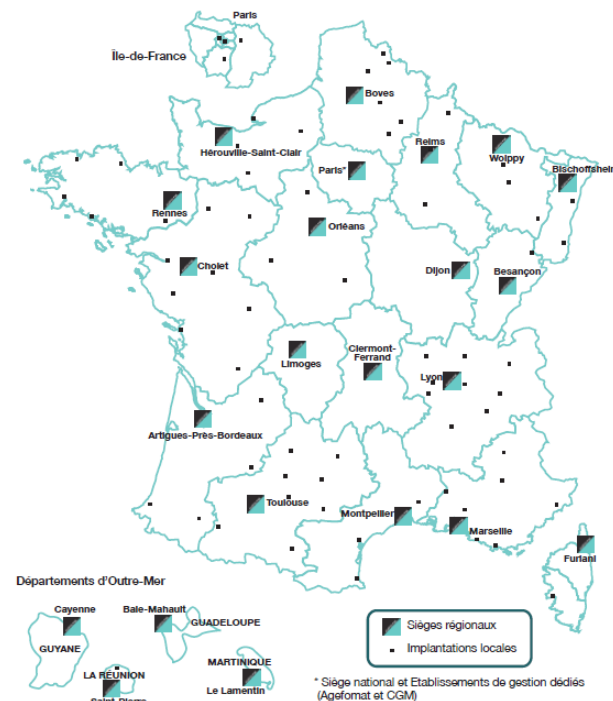 Paris
Île-de-France
Boves
Reims
Woippy
Hérouville-Saint-Clair
Bischoffsheim
Paris*
Rennes
Orléans
Cholet
Dijon
Besançon
Clermont-
Ferrand
Limoges
Lyon
Artigues-Près-Bordeaux
Toulouse
Montpellier
Marseille
Furiani
Départements d'Outre-Mer
Cayenne
Baie-Mahault
GUADELOUPE
GUYANE
MARTINIQUE
LA RÉUNION
Le Lamentin
Saint-Pierre
Sièges régionaux
Implantations locales
* Siège national et Etablissements de gestion dédiés
(Agefomat et CGM)